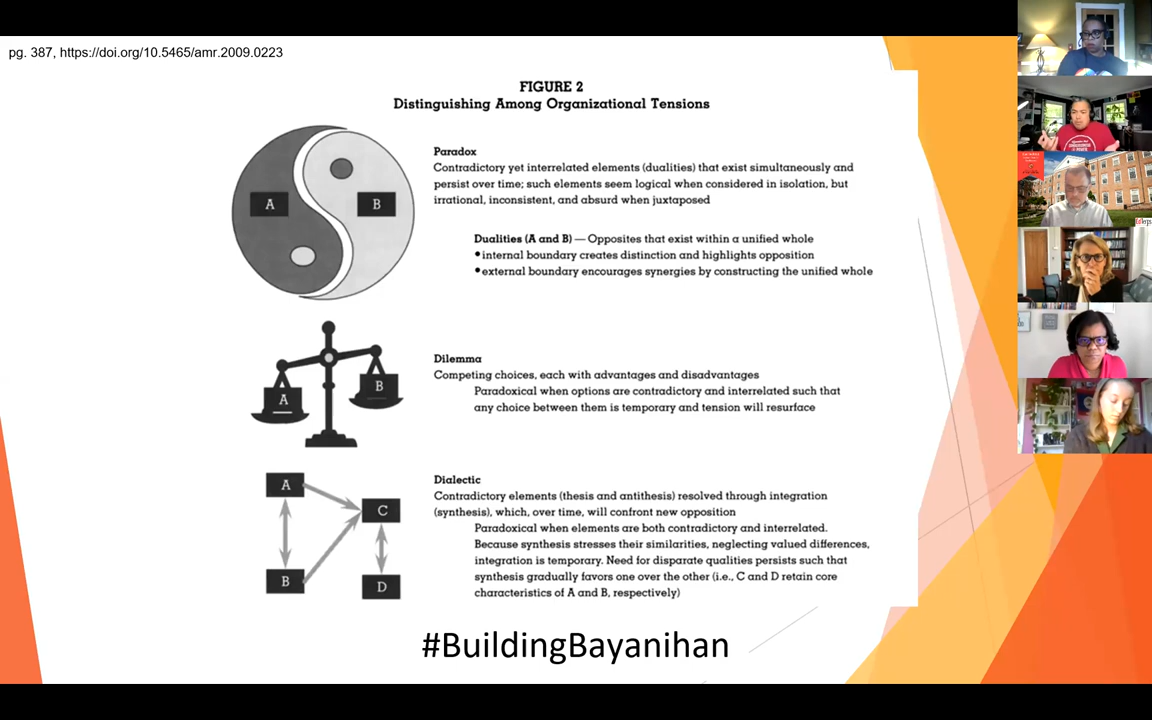 pg. 387, https://doi.org/10.5465/amr.2009.0223
FIGURE 2
Distinguishing Among Organizational Tensions
A
B
Paradox
Contradictory yet interrelated elements (dualities) that exist simultaneously and
persist over time; such elements seem logical when considered in isolation, but
irrational, inconsistent, and absurd when juxtaposed
Dualities (A and B) — Opposites that exist within a unified whole
•internal boundary creates distinction and highlights opposition
•external boundary encourages synergies by constructing the unified whole
A
B
Dilemma
Competing choices, each with advantages and disadvantages
Paradoxical when options are contradictory and interrelated such that
any choice between them is temporary and tension will resurface
A
C
B
D
Dialectic
Contradictory elements (thesis and antithesis) resolved through integration
(synthesis), which, over time, will confront new opposition
Paradoxical when elements are both contradictory and interrelated.
Because synthesis stresses their similarities, neglecting valued differences,
integration is temporary. Need for disparate qualities persists such that
synthesis gradually favors one over the other (i.e., C and D retain core
characteristics of A and B, respectively)
#BuildingBayanihan